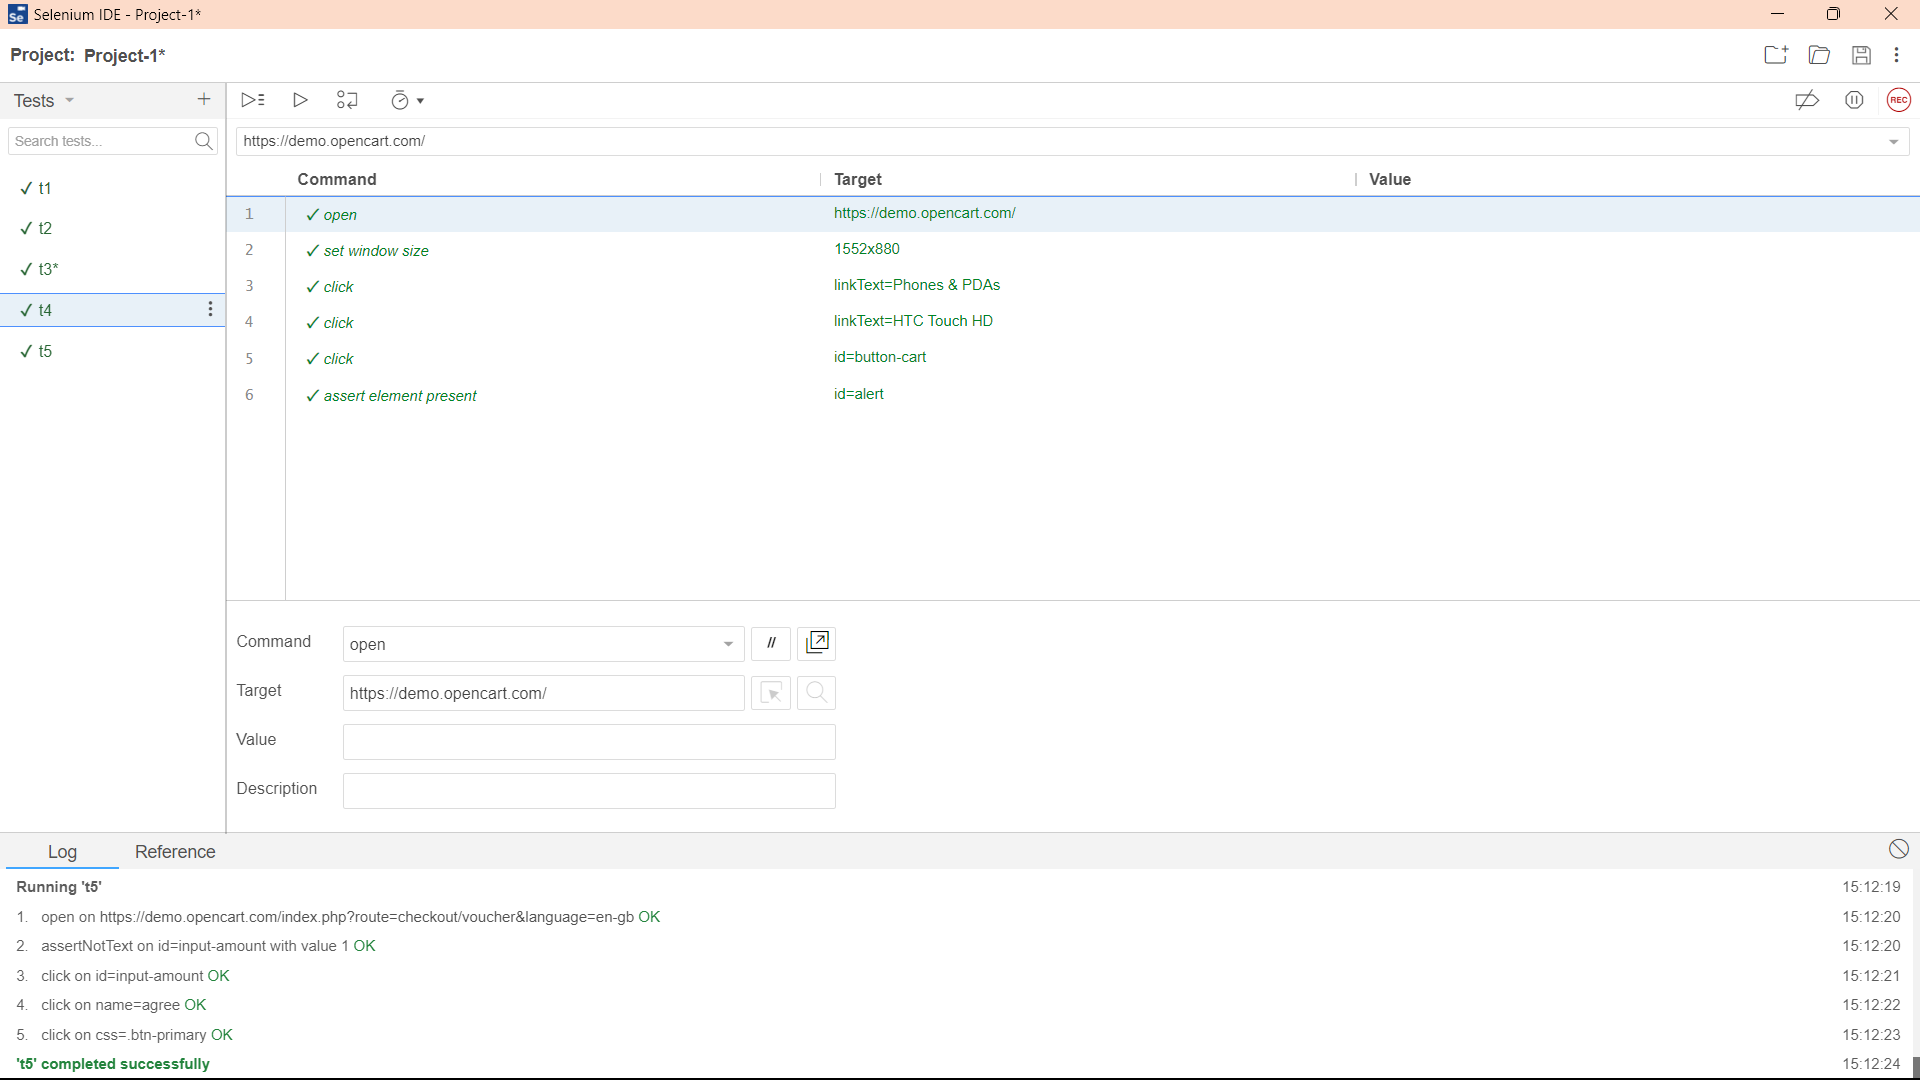 Se Selenium IDE - Project-1*
Project: Project-1*
Tests
Search tests...
✓ t1
✓ t2
✓ t3*
✓ t4
✓ t5
REC
https://demo.opencart.com/
Command Target Value
1 ✓ open https://demo.opencart.com/
2 ✓ set window size 1552x880
3 ✓ click linkText=Phones & PDAs
4 ✓ click linkText=HTC Touch HD
5 ✓ click id=button-cart
6 ✓ assert element present id=alert
Command open //
Target https://demo.opencart.com/
Value
Description
Log Reference
Running 't5' 15:12:19
1. open on https://demo.opencart.com/index.php?route=checkout/voucher&language=en-gb OK 15:12:20
2. assertNotText on id=input-amount with value 1 OK 15:12:20
3. click on id=input-amount OK 15:12:21
4. click on name=agree OK 15:12:22
5. click on css=.btn-primary OK 15:12:23
't5' completed successfully 15:12:24